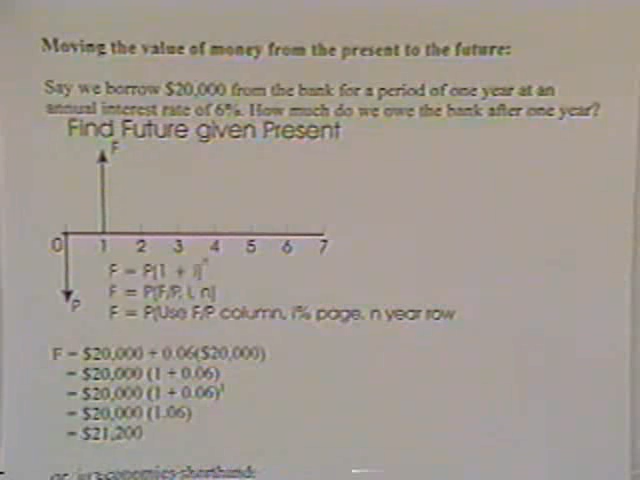 Moving the value of money from the present to the future:
Say we borrow $20,000 from the bank for a period of one year at an
annual interest rate of 6%. How much do we owe the bank after one year?
Find Future given Present
F
0 1 2 3 4 5 6 7
P
F = P(1 + i)ⁿ
F = P(F/P, i, n)
F = P(Use F/P column, i% page, n year row
F = $20,000 + 0.06($20,000)
= $20,000 (1 + 0.06)
= $20,000 (1 + 0.06)¹
= $20,000 (1.06)
= $21,200
or, in economics shorthand: